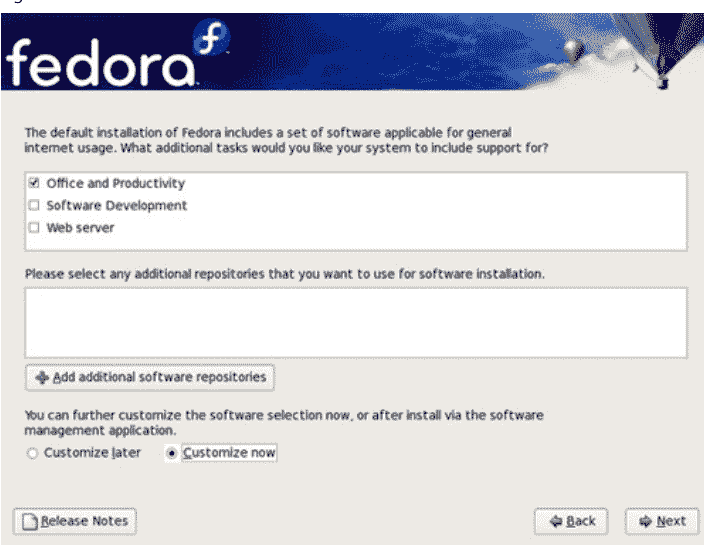 fedora
The default installation of Fedora includes a set of software applicable for general
internet usage. What additional tasks would you like your system to include support for?
Office and Productivity
Software Development
Web server
Please select any additional repositories that you want to use for software installation.
Add additional software repositories
You can further customize the software selection now, or after install via the software
management application.
Customize later
Customize now
Release Notes
Back
Next